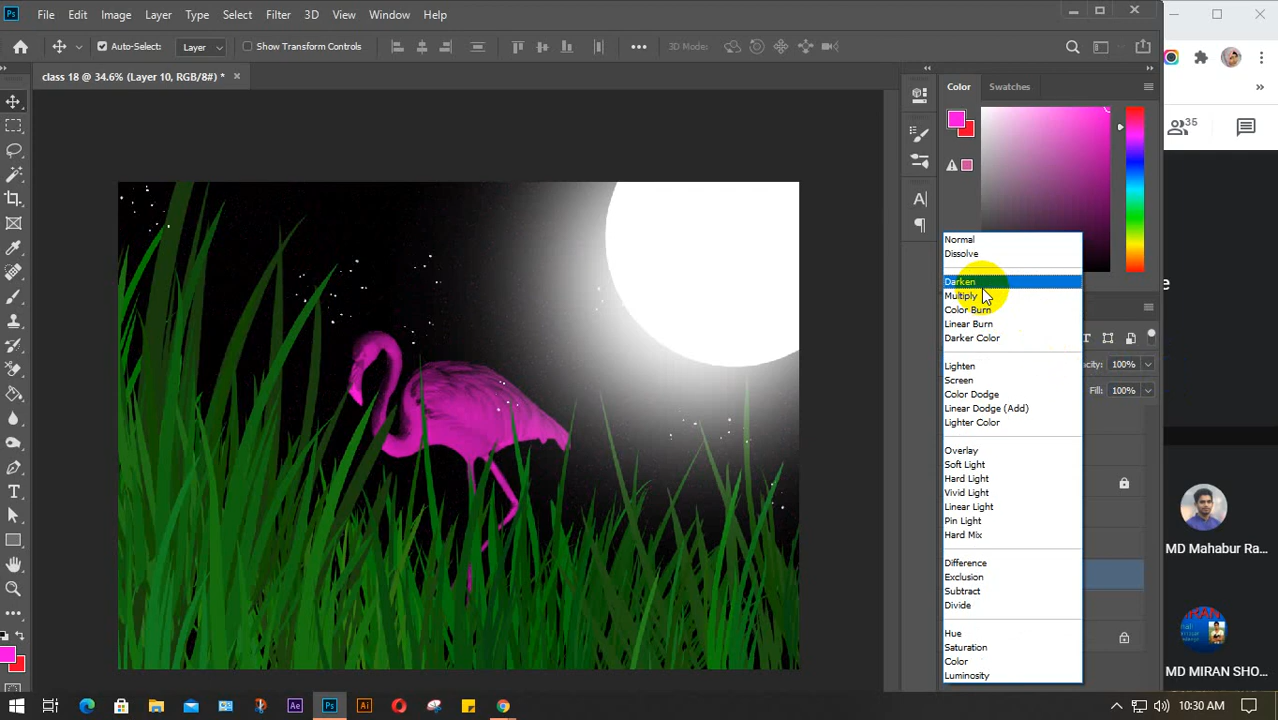 Ps File Edit Image Layer Type Select Filter 3D View Window Help
Auto-Select: Layer Show Transform Controls ••• 3D Mode:
class 18 @ 34.6% (Layer 10, RGB/8#) * ×
Color Swatches
35
Normal
Dissolve
Darken
Multiply
Color Burn
Linear Burn
Darker Color
Lighten
Screen
Color Dodge
Linear Dodge (Add)
Lighter Color
100%
Fill: 100%
Overlay
Soft Light
Hard Light
Vivid Light
Linear Light
Pin Light
Hard Mix
Difference
Exclusion
Subtract
Divide
Hue
Saturation
Color
Luminosity
MD Mahabur Ra...
MD MIRAN SHO...
Ae Ps Ai
10:30 AM